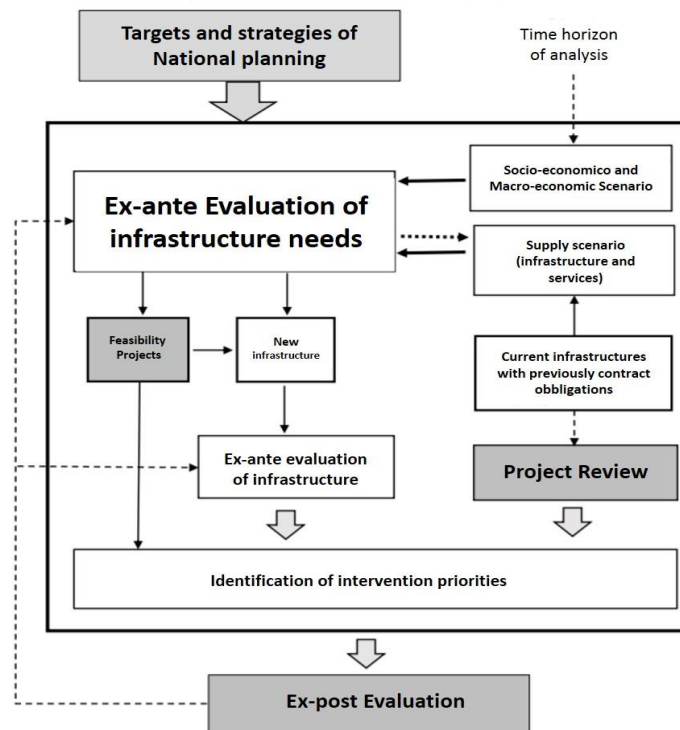 Targets and strategies of
National planning
Time horizon
of analysis
Socio-economico and
Macro-economic Scenario
Ex-ante Evaluation of
infrastructure needs
Supply scenario
(infrastructure and
services)
Feasibility
Projects
New
infrastructure
Current infrastructures
with previously contract
obbligations
Ex-ante evaluation
of infrastructure
Project Review
Identification of intervention priorities
Ex-post Evaluation